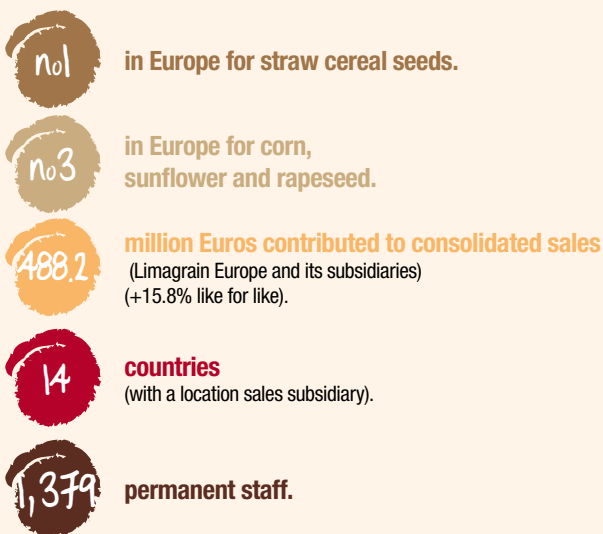 no1
in Europe for straw cereal seeds.
no3
in Europe for corn,
sunflower and rapeseed.
488.2
million Euros contributed to consolidated sales
(Limagrain Europe and its subsidiaries)
(+15.8% like for like).
14
countries
(with a location sales subsidiary).
1,379
permanent staff.